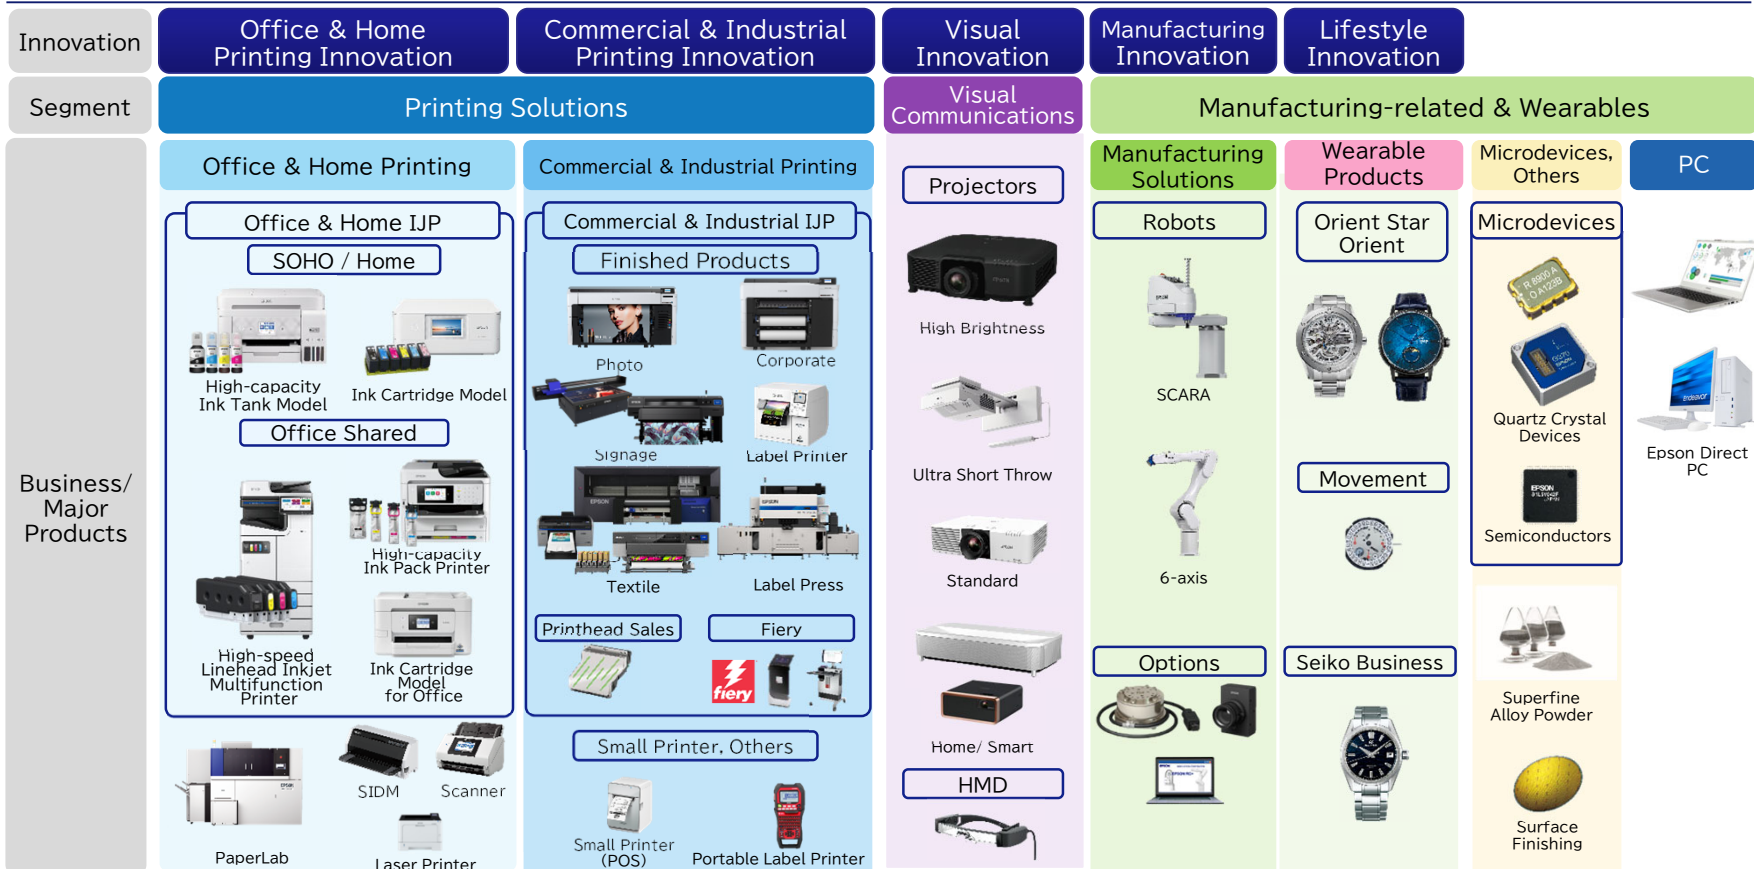 Innovation
Office & Home
Printing Innovation
Commercial & Industrial
Printing Innovation
Visual
Innovation
Manufacturing
Innovation
Lifestyle
Innovation
Segment
Printing Solutions
Visual
Communications
Manufacturing-related & Wearables
Business/
Major
Products
Office & Home Printing
Office & Home IJP
SOHO / Home
High-capacity
Ink Tank Model
Ink Cartridge Model
Office Shared
High-speed
Linehead Inkjet
Multifunction
Printer
High-capacity
Ink Pack Printer
Ink Cartridge
Model
for Office
PaperLab
SIDM
Scanner
Laser Printer
Commercial & Industrial Printing
Commercial & Industrial IJP
Finished Products
Photo
Corporate
Signage
Label Printer
EPSON
EPSON
Textile
Label Press
Printhead Sales
Fiery
fiery
Small Printer, Others
Small Printer
(POS)
Portable Label Printer
Projectors
High Brightness
Ultra Short Throw
Standard
Home/ Smart
HMD
Manufacturing
Solutions
Robots
SCARA
6-axis
Options
Wearable
Products
Orient Star
Orient
Movement
Seiko Business
Microdevices,
Others
Microdevices
R 8900 A
O A123B
Quartz Crystal
Devices
EPSON
Semiconductors
Superfine
Alloy Powder
Surface
Finishing
PC
Endeavor
Epson Direct
PC